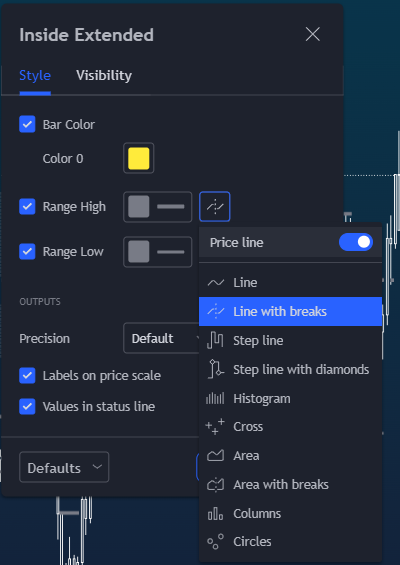 Inside Extended
Style
Visibility
Bar Color
Color 0
Range High
Range Low
Price line
Line
Line with breaks
OUTPUTS
Precision
Default
Step line
Step line with diamonds
Labels on price scale
Histogram
Values in status line
Cross
Area
Defaults
Area with breaks
Columns
Circles